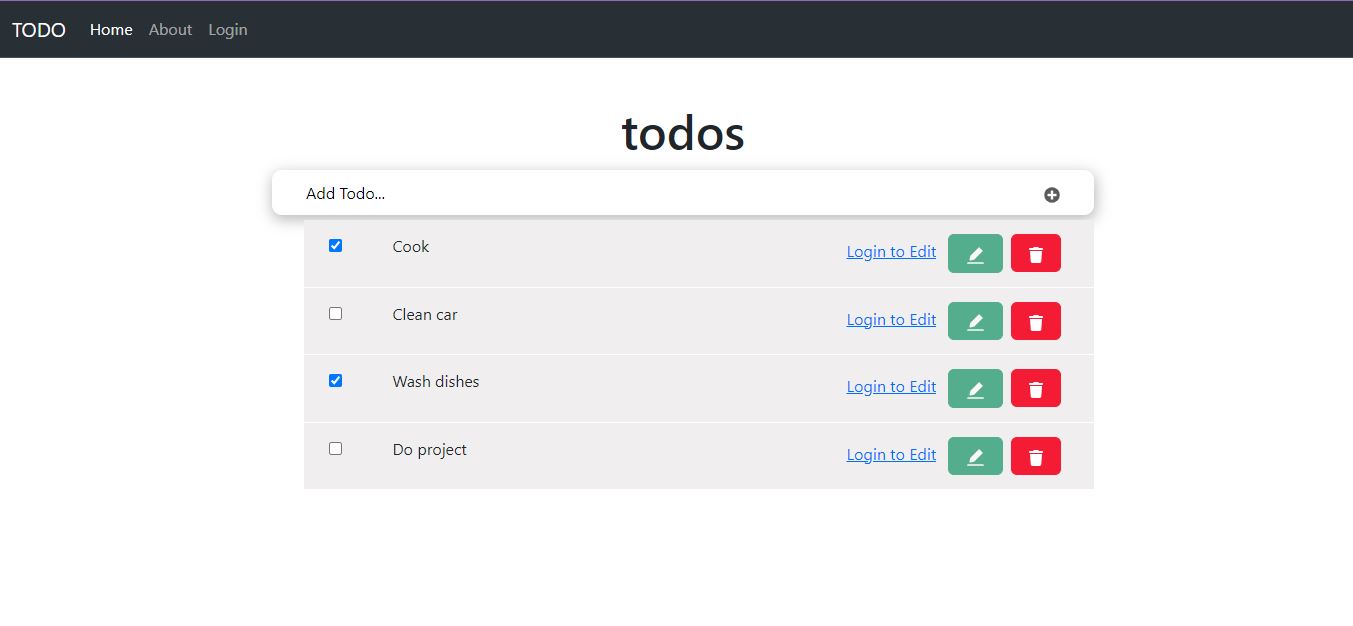 TODO Home About Login
todos
Add Todo...
Cook Login to Edit
Clean car Login to Edit
Wash dishes Login to Edit
Do project Login to Edit